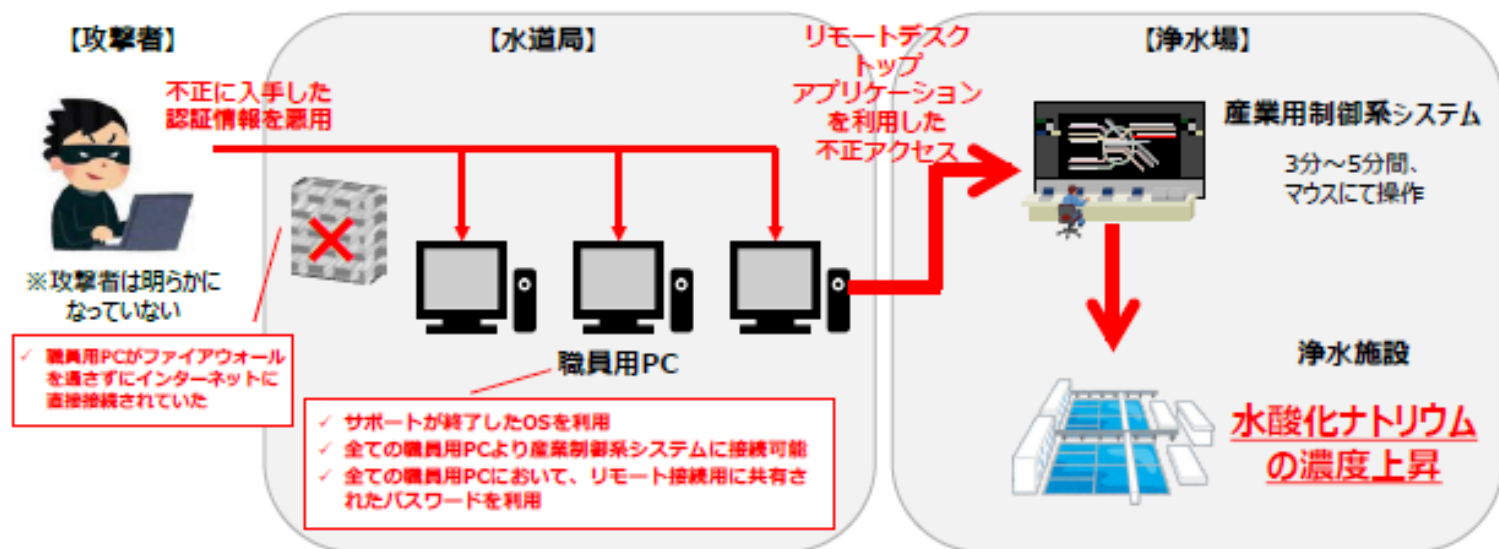 【攻撃者】
不正に入手した
認証情報を悪用
※攻撃者は明らかに
なっていない
✓ 職員用PCがファイアウォール
を通さずにインターネットに
直接接続されていた
【水道局】
職員用PC
✓ サポートが終了したOSを利用
✓ 全ての職員用PCより産業制御系システムに接続可能
✓ 全ての職員用PCにおいて、リモート接続用に共有さ
れたパスワードを利用
リモートデスク
トップ
アプリケーション
を利用した
不正アクセス
【浄水場】
産業用制御系システム
3分～5分間、
マウスにて操作
浄水施設
水酸化ナトリウム
の濃度上昇